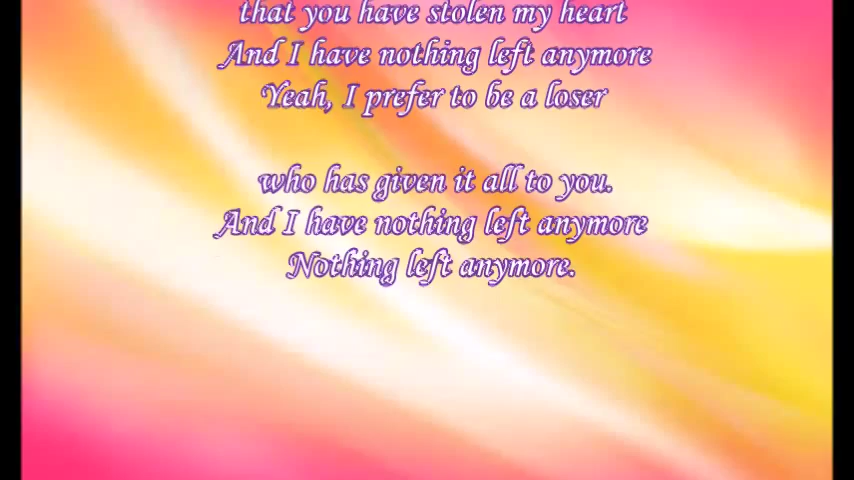 that you have stolen my heart
And I have nothing left anymore
Yeah, I prefer to be a loser
who has given it all to you.
And I have nothing left anymore
Nothing left anymore.